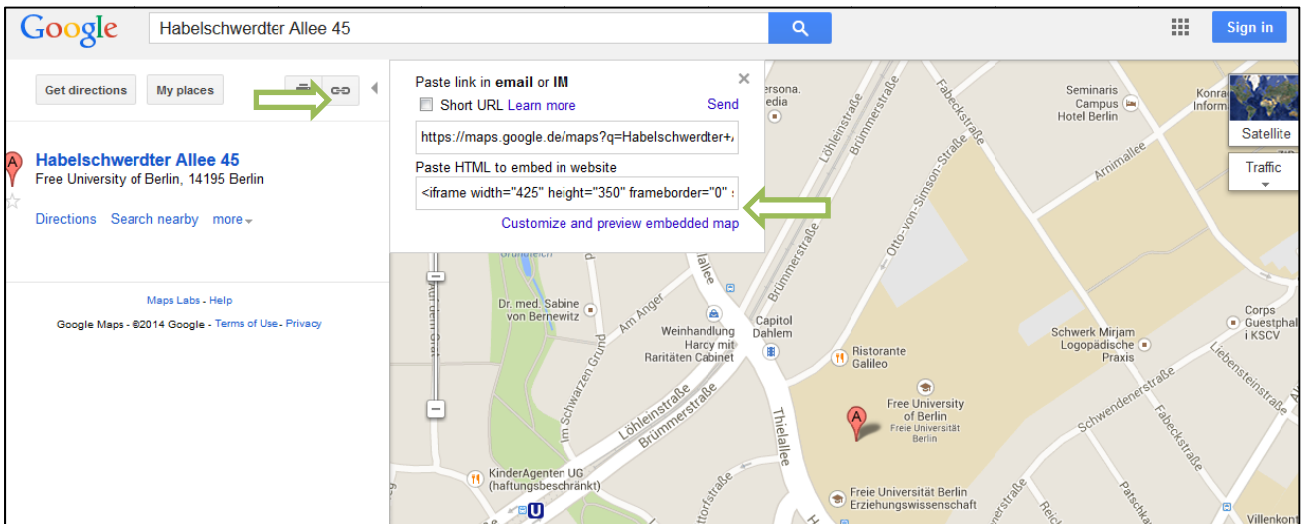 Google
Habelschwerdter Allee 45
Sign in
Get directions
My places
A
Habelschwerdter Allee 45
Free University of Berlin, 14195 Berlin
Directions Search nearby more
Maps Labs - Help
Google Maps - ©2014 Google - Terms of Use - Privacy
Paste link in email or IM
Short URL Learn more
Send
https://maps.google.de/maps?q=Habelschwerdter+
Paste HTML to embed in website
<iframe width="425" height="350" frameborder="0"
Customize and preview embedded map
Satellite
Traffic
Seminaris
Campus
Hotel Berlin
Löhleinstraße
Brümmerstraße
Fabeckstraße
Arnimallee
Otto-von-Simson-Straße
Brümmerstraße
Dr. med. Sabine
von Bernewitz
Am Anger
Weinhandlung
Harcy mit
Raritäten Cabinet
Capitol
Dahlem
Ristorante
Galileo
Schwerk Mirjam
Logopädische
Praxis
Corps
Guestphal
i KSCV
Liebensteinstraße
Im Schwarzen Grund
Löhleinstraße
Brümmerstraße
Thielallee
Free University
of Berlin
Freie Universität
Berlin
A
Schwendenerstraße
Fabeckstraße
KinderAgenten UG
(haftungsbeschränkt)
U
Freie Universität Berlin
Erziehungswissenschaft
Villenkont